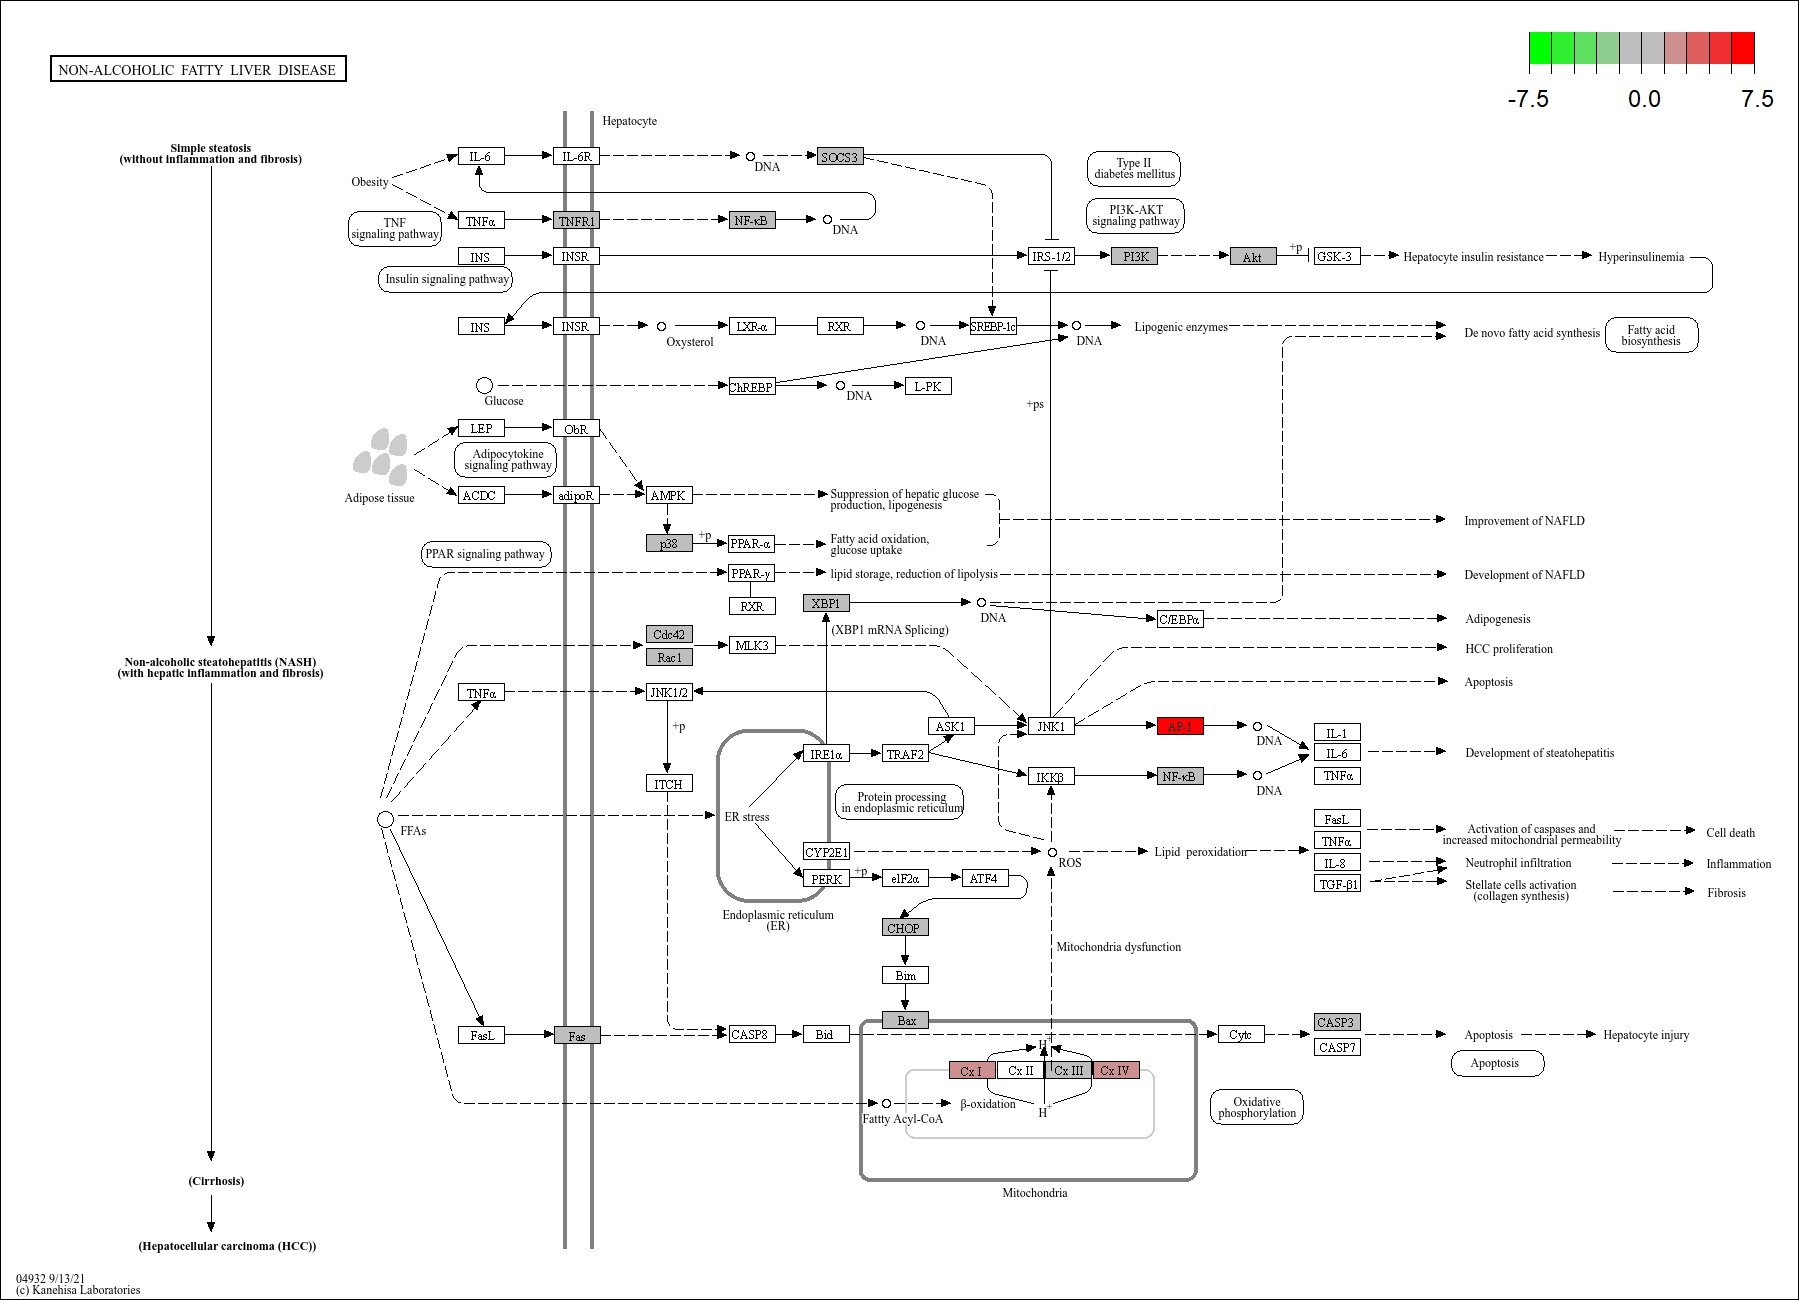 NON-ALCOHOLIC FATTY LIVER DISEASE
-7.5 0.0 7.5
Hepatocyte
Simple steatosis
(without inflammation and fibrosis)
Obesity
IL-6
IL-6R
DNA
SOCS3
Type II
diabetes mellitus
TNF
signaling pathway
TNFα
TNFR1
NF-κB
DNA
PI3K-AKT
signaling pathway
INS
INSR
IRS-1/2
PI3K
Akt
+p
GSK-3
Hepatocyte insulin resistance
Hyperinsulinemia
Insulin signaling pathway
INS
INSR
Oxysterol
LXR-α
RXR
DNA
SREBP-1c
DNA
Lipogenic enzymes
De novo fatty acid synthesis
Fatty acid
biosynthesis
Glucose
ChREBP
DNA
L-PK
+ps
LEP
ObR
Adipocytokine
signaling pathway
Adipose tissue
ACDC
adipoR
AMPK
Suppression of hepatic glucose
production, lipogenesis
Improvement of NAFLD
p38
+p
PPAR-α
Fatty acid oxidation,
glucose uptake
PPAR signaling pathway
PPAR-γ
lipid storage, reduction of lipolysis
Development of NAFLD
RXR
XBP1
DNA
(XBP1 mRNA Splicing)
C/EBPα
Adipogenesis
Cdc42
Rac1
MLK3
HCC proliferation
Non-alcoholic steatohepatitis (NASH)
(with hepatic inflammation and fibrosis)
TNFα
JNK1/2
Apoptosis
+p
ASK1
JNK1
AP-1
DNA
IL-1
IL-6
TNFα
Development of steatohepatitis
IRE1α
TRAF2
IKKβ
NF-κB
DNA
ITCH
ER stress
Protein processing
in endoplasmic reticulum
FFAs
CYP2E1
ROS
Lipid peroxidation
FasL
TNFα
IL-8
TGF-β1
Activation of caspases and
increased mitochondrial permeability
Cell death
Neutrophil infiltration
Inflammation
Stellate cells activation
(collagen synthesis)
Fibrosis
PERK
+p
eIF2α
ATF4
Endoplasmic reticulum
(ER)
CHOP
Mitochondria dysfunction
Bim
Bax
FasL
Fas
CASP8
Bid
Cytc
CASP3
CASP7
Apoptosis
Hepatocyte injury
Apoptosis
H+
Cx I
Cx II
Cx III
Cx IV
β-oxidation
H+
Fattty Acyl-CoA
Oxidative
phosphorylation
Mitochondria
(Cirrhosis)
(Hepatocellular carcinoma (HCC))
04932 9/13/21
(c) Kanehisa Laboratories